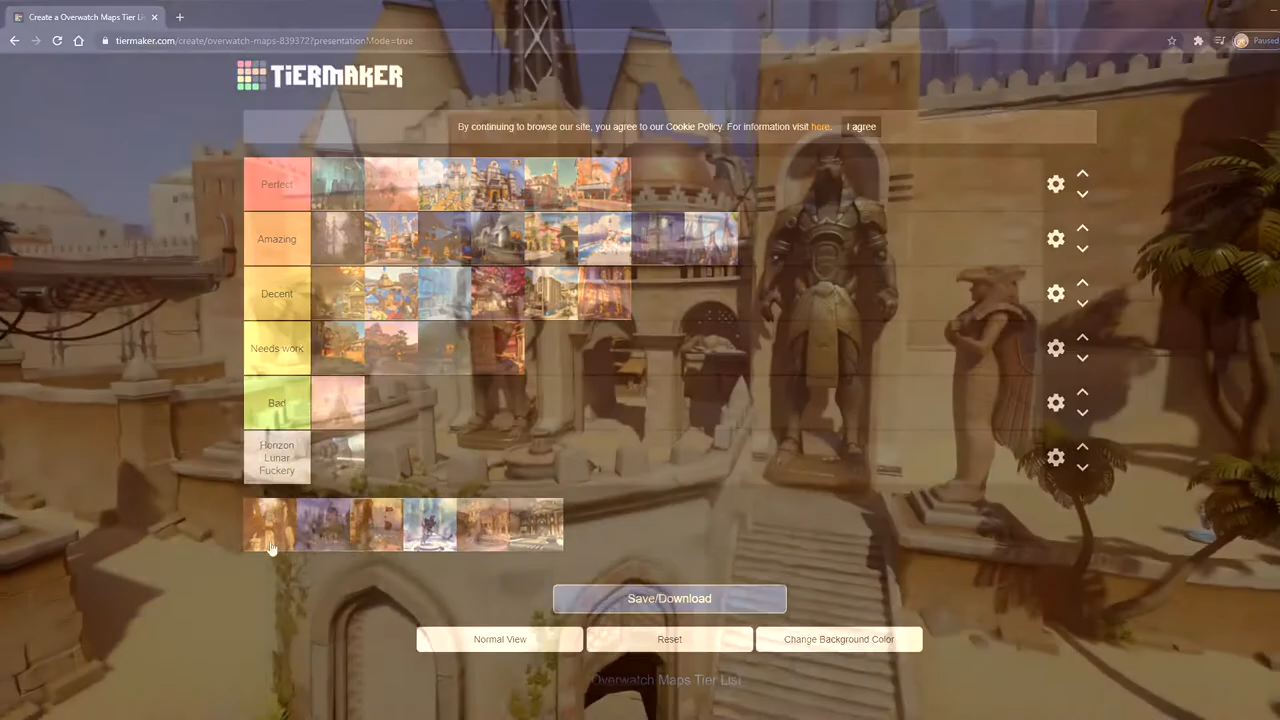 Create a Overwatch Maps Tier Li
tiermaker.com/create/overwatch-maps-839372?presentationMode=true
Paused
TiERMAKER
By continuing to browse our site, you agree to our Cookie Policy. For information visit here. I agree
Perfect
Amazing
Decent
Needs work
Bad
Horizon
Lunar
Fuckery
Save/Download
Normal View
Reset
Change Background Color
Overwatch Maps Tier List